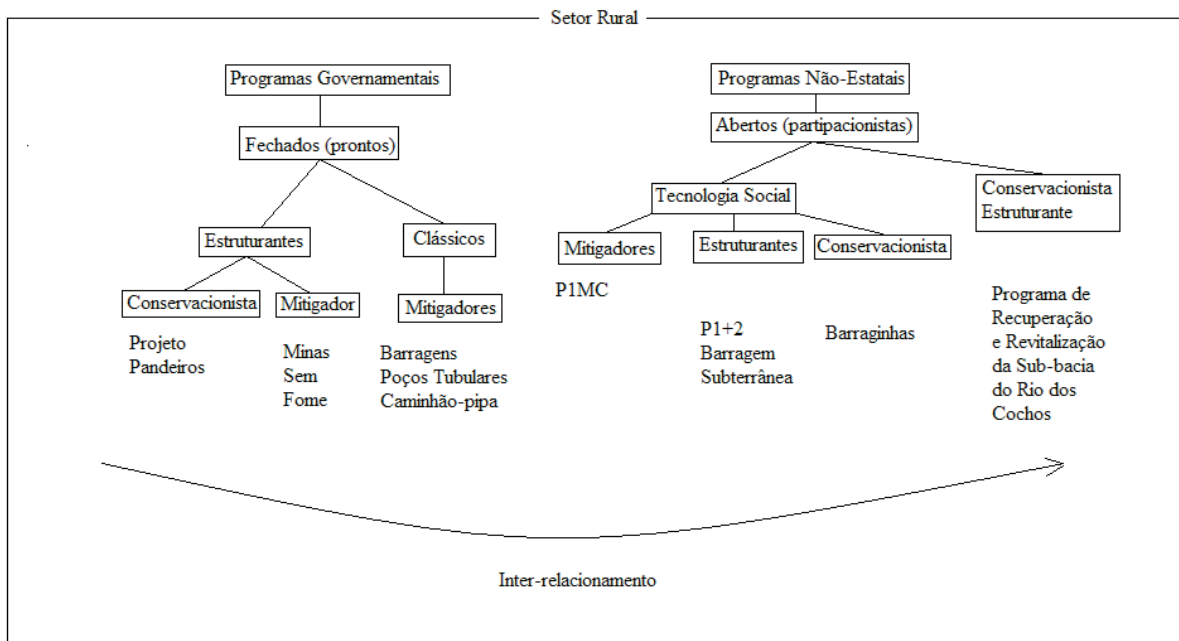 Setor Rural
Programas Governamentais
Programas Não-Estatais
Fechados (prontos)
Abertos (partipacionistas)
Tecnologia Social
Conservacionista
Estruturante
Estruturantes
Clássicos
Mitigadores
Estruturantes
Conservacionista
Conservacionista
Mitigador
Mitigadores
P1MC
Projeto
Pandeiros
Minas
Sem
Fome
Barragens
Poços Tubulares
Caminhão-pipa
P1+2
Barragem
Subterrânea
Barraginhas
Programa de
Recuperação
e Revitalização
da Sub-bacia
do Rio dos
Cochos
Inter-relacionamento